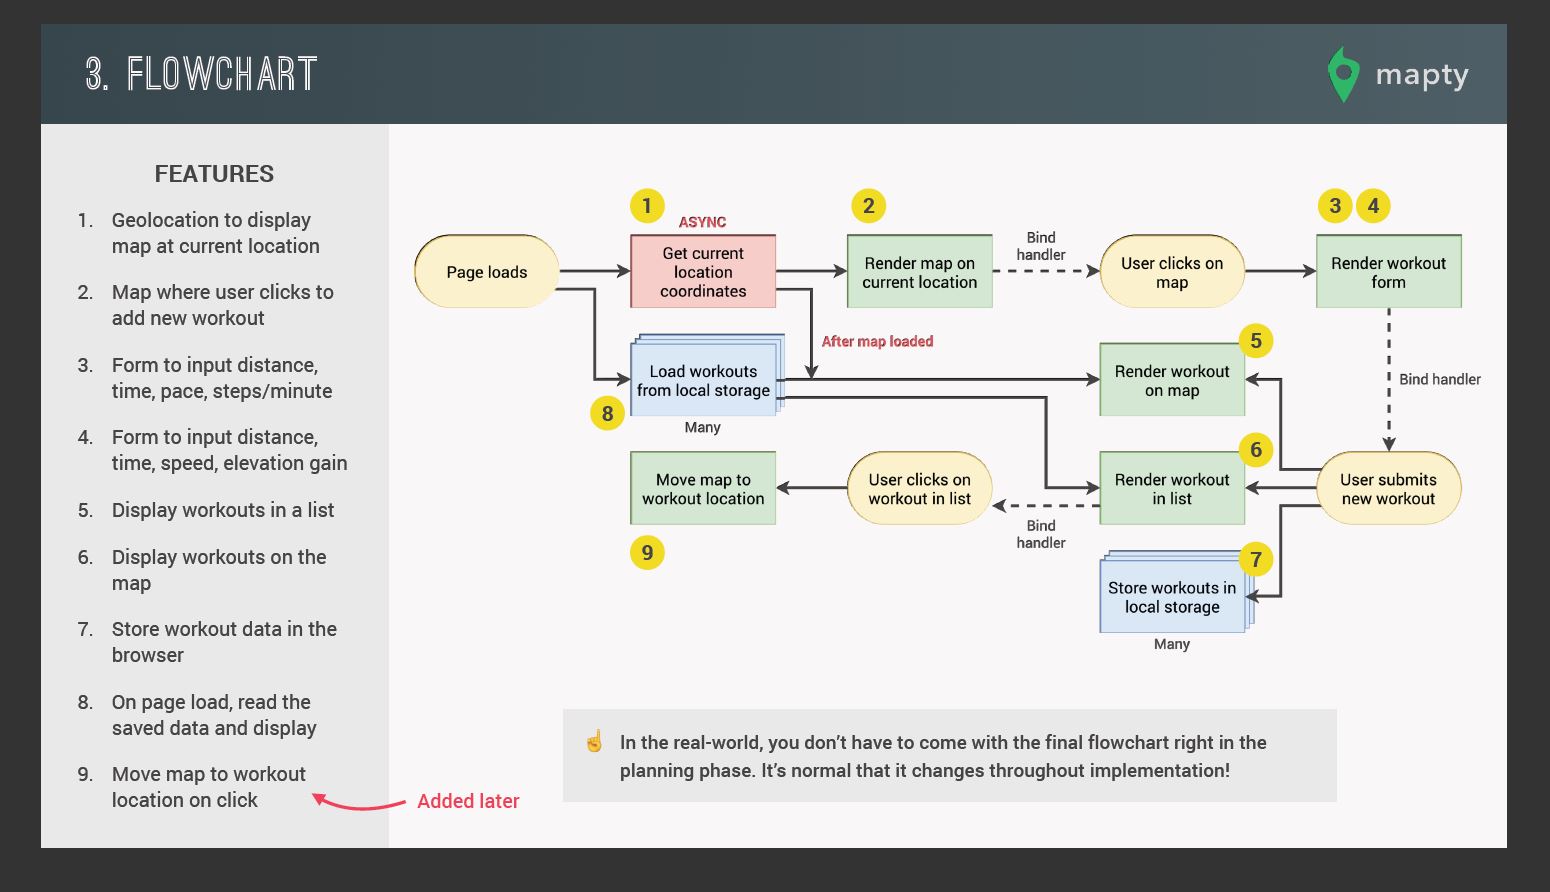 3. FLOWCHART
mapty
FEATURES
1. Geolocation to display
map at current location
2. Map where user clicks to
add new workout
3. Form to input distance,
time, pace, steps/minute
4. Form to input distance,
time, speed, elevation gain
5. Display workouts in a list
6. Display workouts on the
map
7. Store workout data in the
browser
8. On page load, read the
saved data and display
9. Move map to workout
location on click
Added later
1
ASYNC
2
3 4
Page loads
Get current
location
coordinates
Render map on
current location
Bind
handler
User clicks on
map
Render workout
form
After map loaded
5
Load workouts
from local storage
8
Many
Render workout
on map
Bind handler
6
Move map to
workout location
9
User clicks on
workout in list
Bind
handler
Render workout
in list
User submits
new workout
7
Store workouts in
local storage
Many
☝ In the real-world, you don’t have to come with the final flowchart right in the
planning phase. It’s normal that it changes throughout implementation!